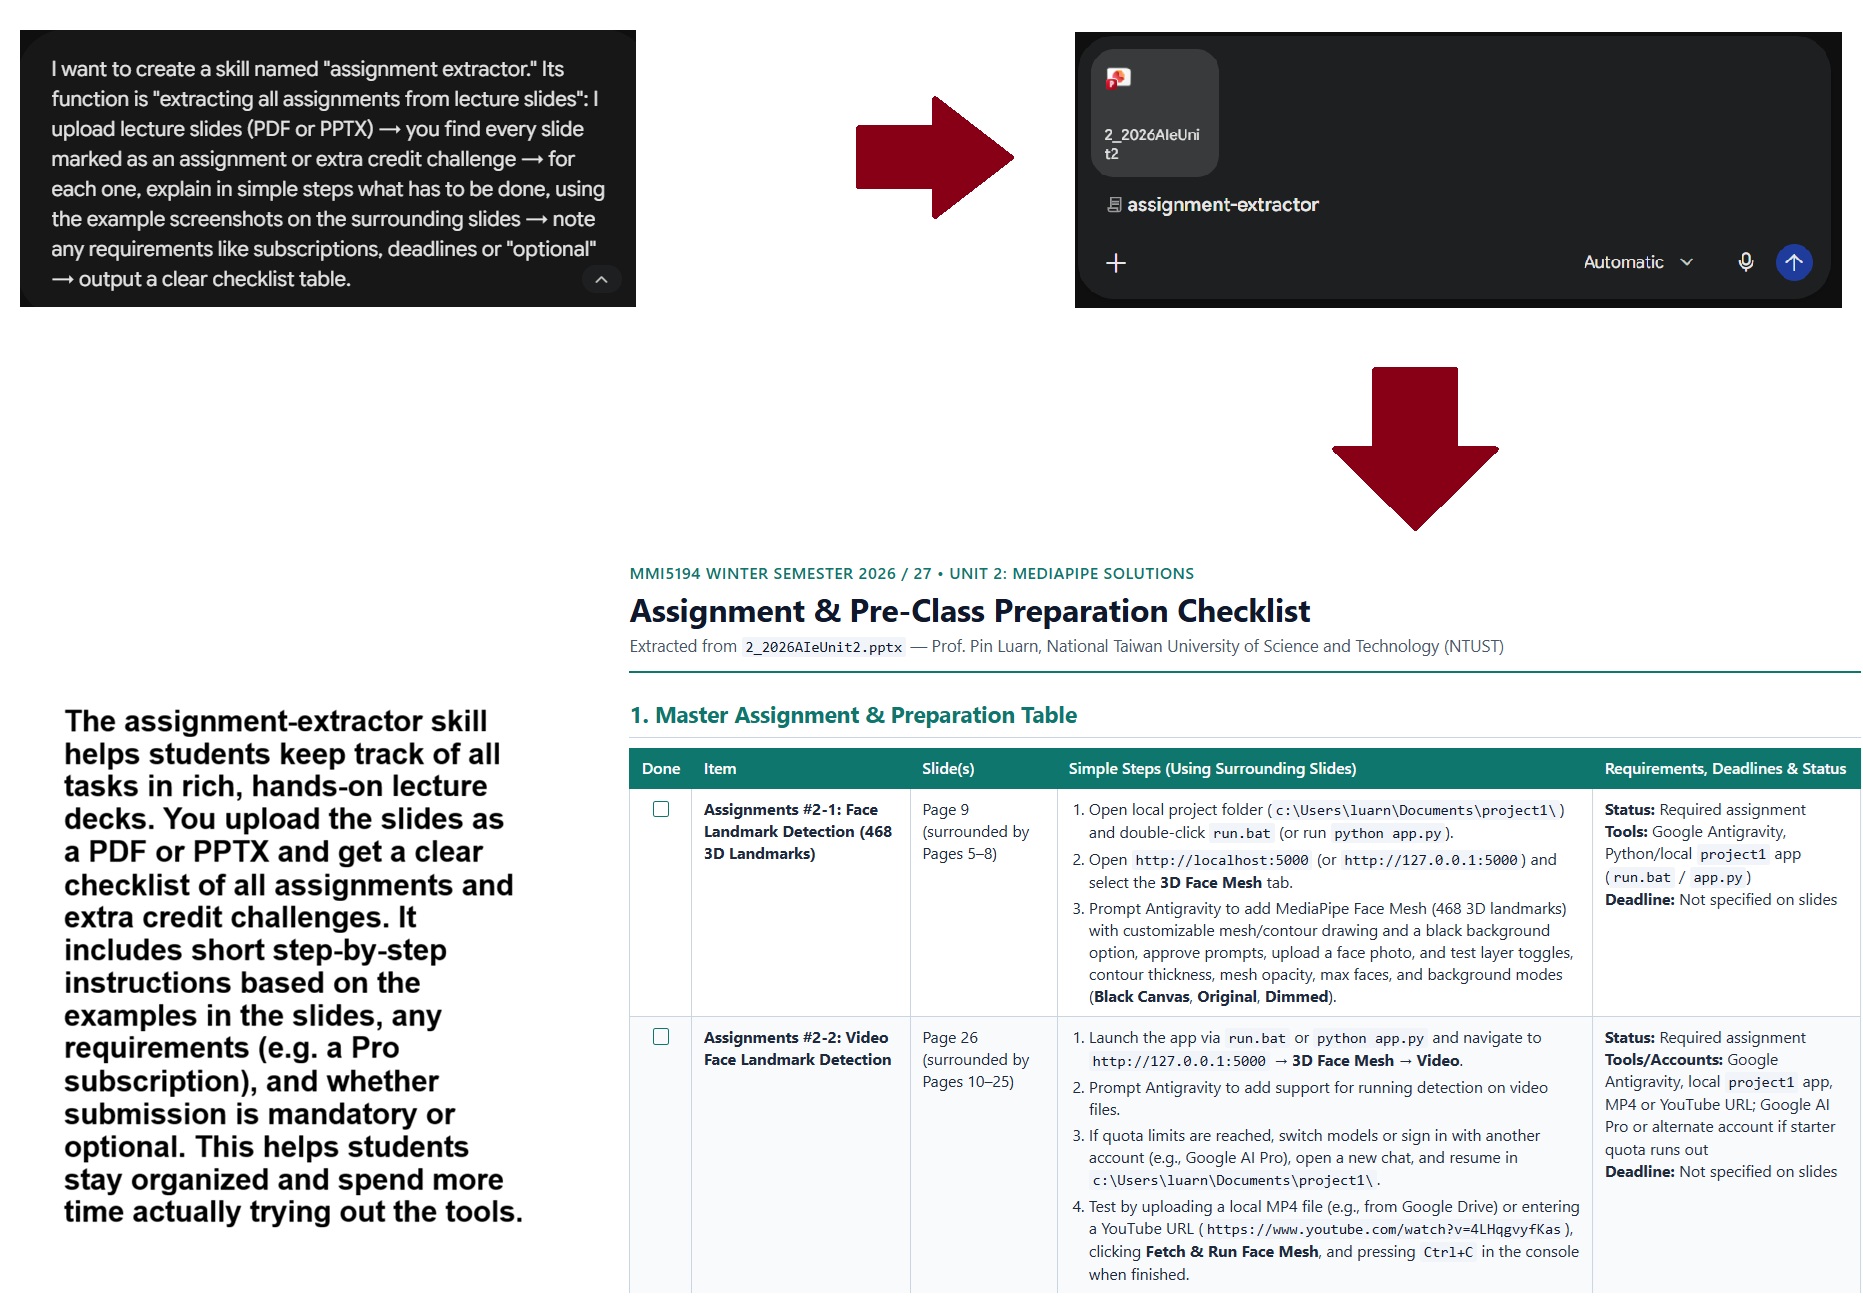 I want to create a skill named "assignment extractor." Its
function is "extracting all assignments from lecture slides": I
upload lecture slides (PDF or PPTX) → you find every slide
marked as an assignment or extra credit challenge → for
each one, explain in simple steps what has to be done, using
the example screenshots on the surrounding slides → note
any requirements like subscriptions, deadlines or "optional"
→ output a clear checklist table.
2_2026AIeUni
t2
assignment-extractor
Automatic
The assignment-extractor skill
helps students keep track of all
tasks in rich, hands-on lecture
decks. You upload the slides as
a PDF or PPTX and get a clear
checklist of all assignments and
extra credit challenges. It
includes short step-by-step
instructions based on the
examples in the slides, any
requirements (e.g. a Pro
subscription), and whether
submission is mandatory or
optional. This helps students
stay organized and spend more
time actually trying out the tools.
MMI5194 WINTER SEMESTER 2026 / 27 • UNIT 2: MEDIAPIPE SOLUTIONS
Assignment & Pre-Class Preparation Checklist
Extracted from 2_2026AIeUnit2.pptx — Prof. Pin Luarn, National Taiwan University of Science and Technology (NTUST)
1. Master Assignment & Preparation Table
Done Item Slide(s) Simple Steps (Using Surrounding Slides) Requirements, Deadlines & Status
Assignments #2-1: Face
Landmark Detection (468
3D Landmarks)
Page 9
(surrounded by
Pages 5–8)
1. Open local project folder (c:\Users\luarn\Documents\project1\)
and double-click run.bat (or run python app.py).
2. Open http://localhost:5000 (or http://127.0.0.1:5000) and
select the 3D Face Mesh tab.
3. Prompt Antigravity to add MediaPipe Face Mesh (468 3D landmarks)
with customizable mesh/contour drawing and a black background
option, approve prompts, upload a face photo, and test layer toggles,
contour thickness, mesh opacity, max faces, and background modes
(Black Canvas, Original, Dimmed).
Status: Required assignment
Tools: Google Antigravity,
Python/local project1 app
(run.bat / app.py)
Deadline: Not specified on slides
Assignments #2-2: Video
Face Landmark Detection
Page 26
(surrounded by
Pages 10–25)
1. Launch the app via run.bat or python app.py and navigate to
http://127.0.0.1:5000 → 3D Face Mesh → Video.
2. Prompt Antigravity to add support for running detection on video
files.
3. If quota limits are reached, switch models or sign in with another
account (e.g., Google AI Pro), open a new chat, and resume in
c:\Users\luarn\Documents\project1\.
4. Test by uploading a local MP4 file (e.g., from Google Drive) or entering
a YouTube URL (https://www.youtube.com/watch?v=4LHqgvyfKas),
clicking Fetch & Run Face Mesh, and pressing Ctrl+C in the console
when finished.
Status: Required assignment
Tools/Accounts: Google
Antigravity, local project1 app,
MP4 or YouTube URL; Google AI
Pro or alternate account if starter
quota runs out
Deadline: Not specified on slides